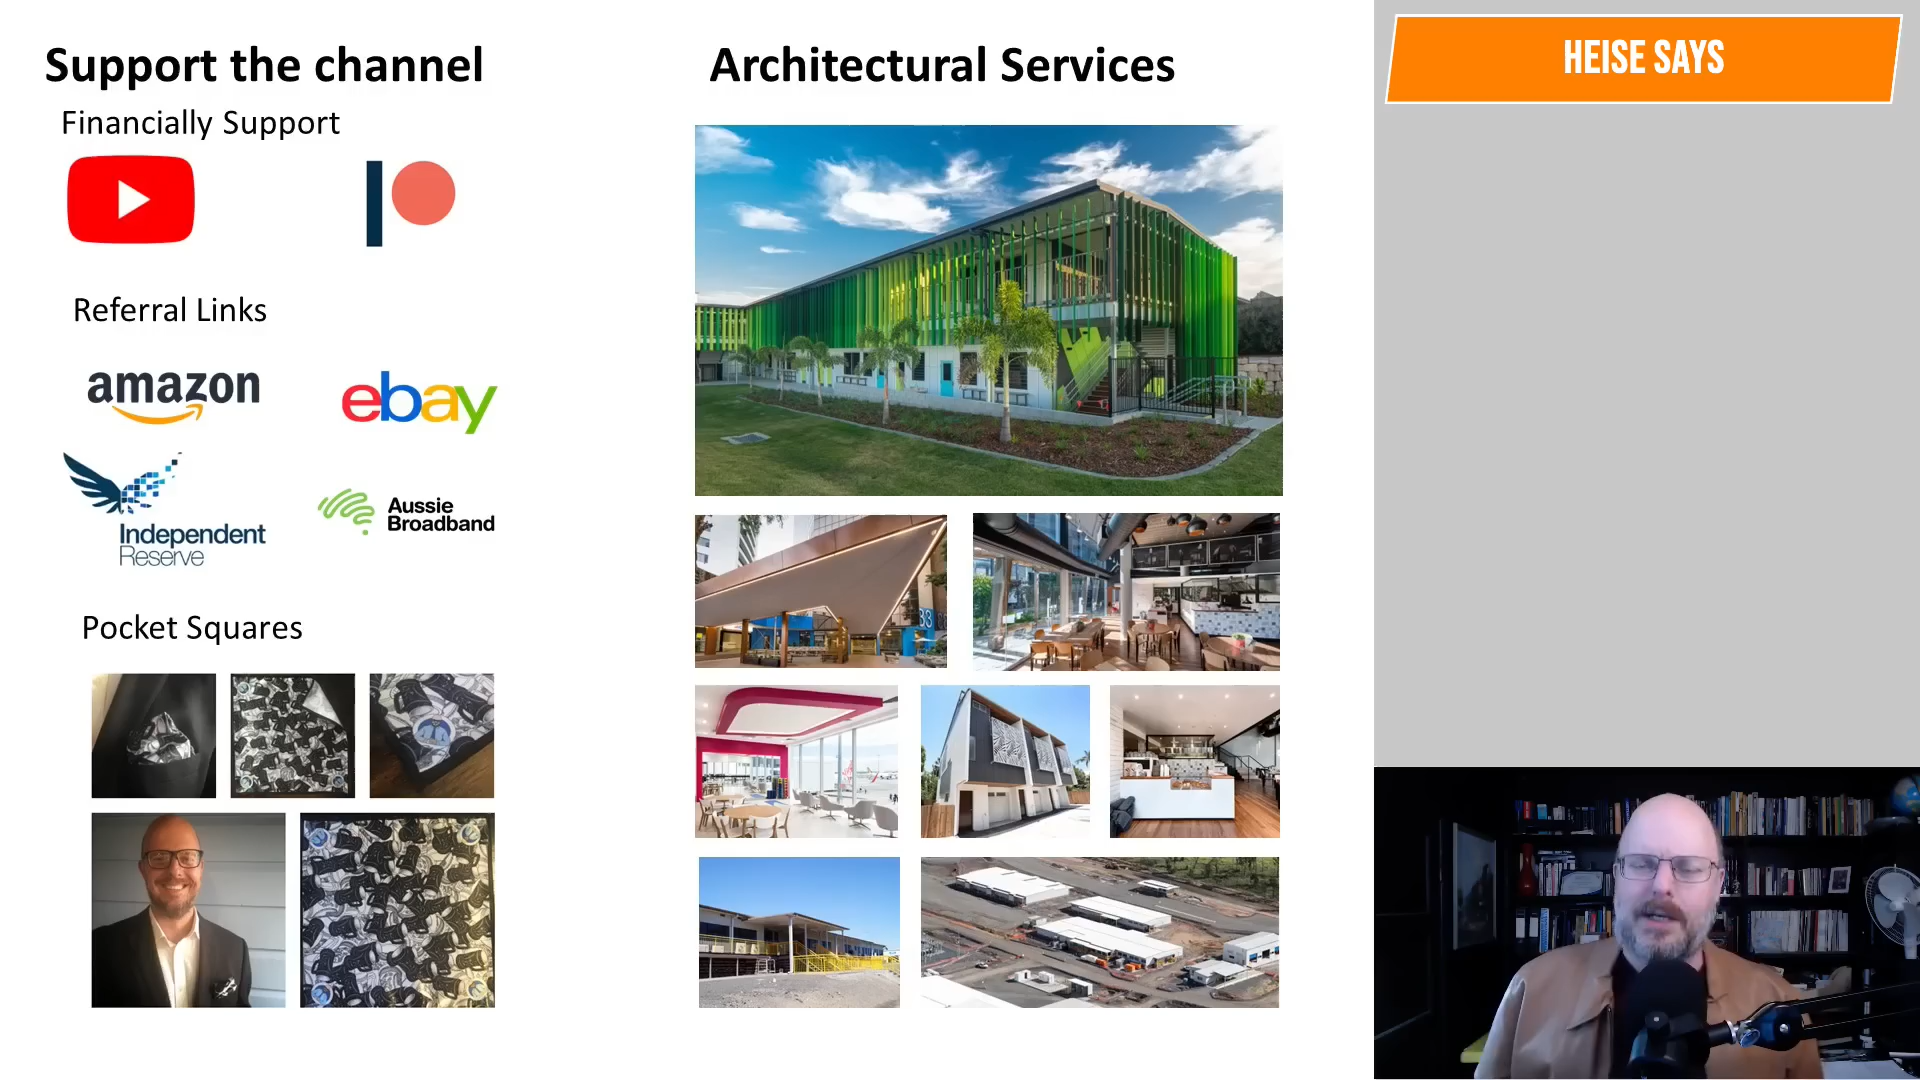 Support the channel
Financially Support
Referral Links
amazon
ebay
Independent
Reserve
Aussie
Broadband
Pocket Squares
Architectural Services
33
HEISE SAYS